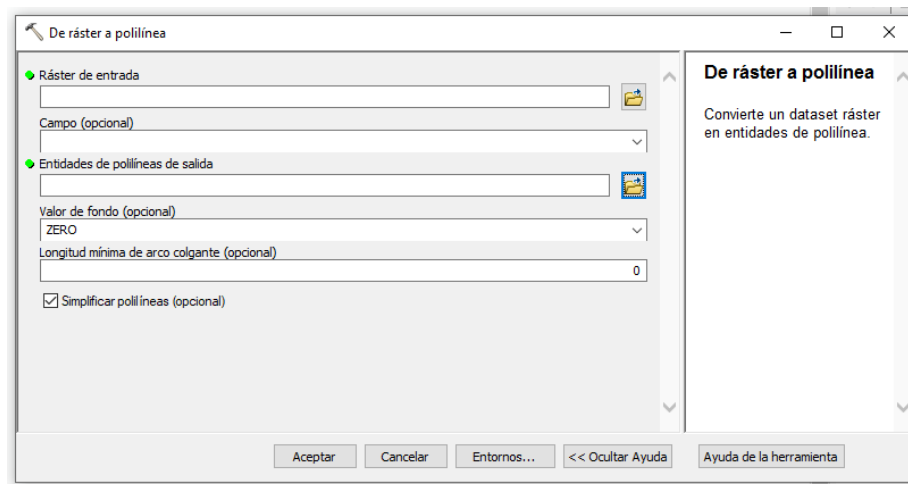 De ráster a polilínea
Ráster de entrada
Campo (opcional)
Entidades de polilíneas de salida
Valor de fondo (opcional)
ZERO
Longitud mínima de arco colgante (opcional)
0
Simplificar polilíneas (opcional)
De ráster a polilínea
Convierte un dataset ráster
en entidades de polilínea.
Aceptar
Cancelar
Entornos...
<< Ocultar Ayuda
Ayuda de la herramienta